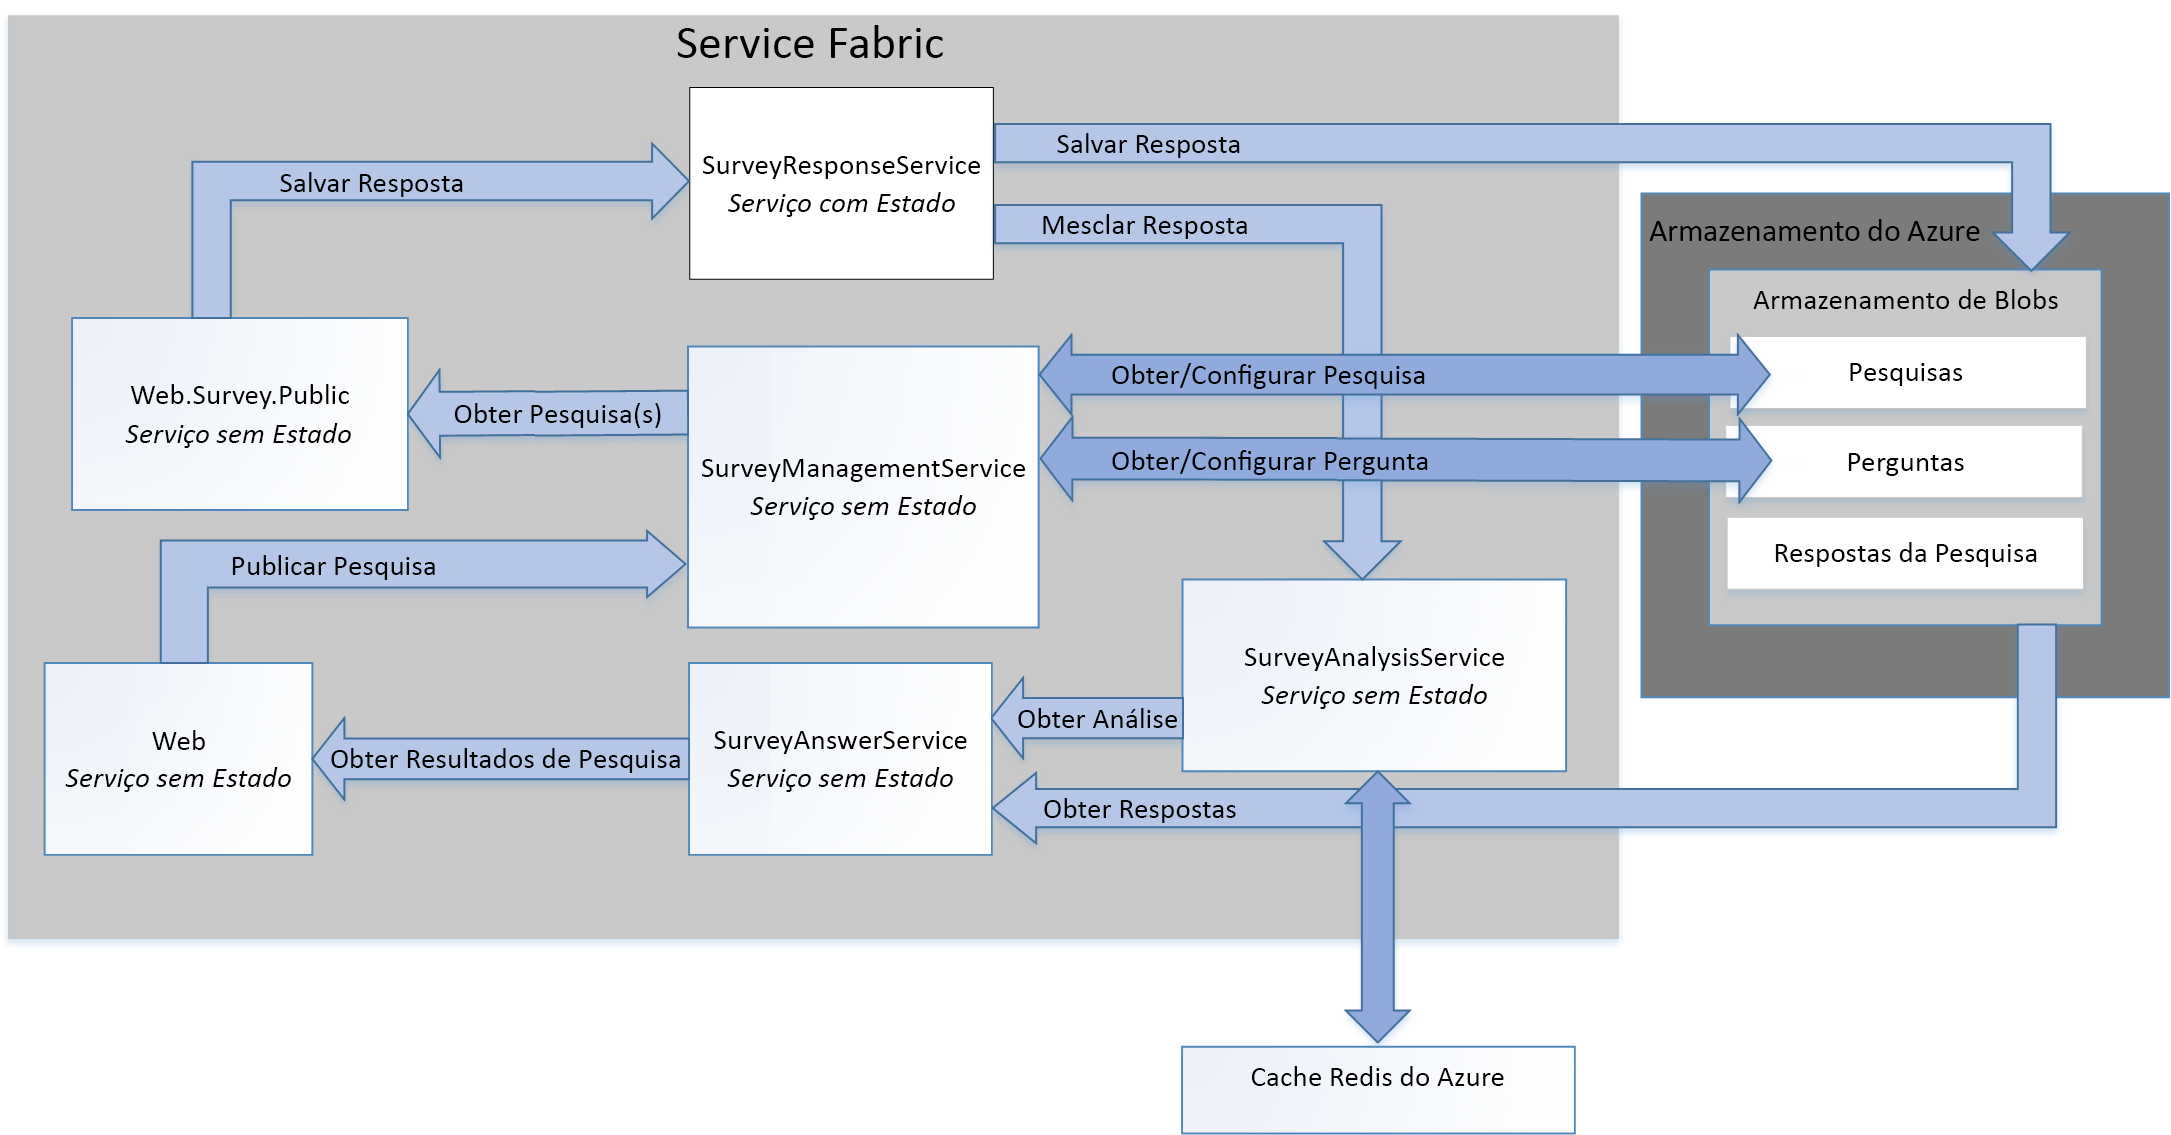 Service Fabric
SurveyResponseService
Serviço com Estado
Salvar Resposta
Salvar Resposta
Mesclar Resposta
Armazenamento do Azure
Armazenamento de Blobs
Web.Survey.Public
Serviço sem Estado
Obter Pesquisa(s)
SurveyManagementService
Serviço sem Estado
Obter/Configurar Pesquisa
Pesquisas
Obter/Configurar Pergunta
Perguntas
Respostas da Pesquisa
Publicar Pesquisa
SurveyAnalysisService
Serviço sem Estado
Web
Serviço sem Estado
Obter Resultados de Pesquisa
SurveyAnswerService
Serviço sem Estado
Obter Análise
Obter Respostas
Cache Redis do Azure